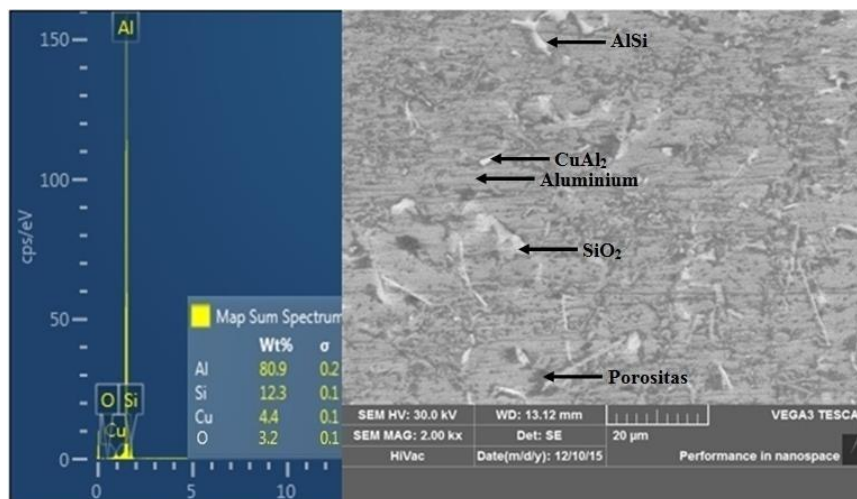 150
Al
100
cps/eV
50
O
Si
Cu
0
0
5
10
Map Sum Spectrum
Wt% σ
Al 80.9 0.2
Si 12.3 0.1
Cu 4.4 0.1
O 3.2 0.1
AlSi
CuAl₂
Aluminium
SiO₂
Porositas
SEM HV: 30.0 kV WD: 13.12 mm VEGA3 TESCA
SEM MAG: 2.00 kx Det: SE 20 µm
HiVac Date(m/d/y): 12/10/15 Performance in nanospace